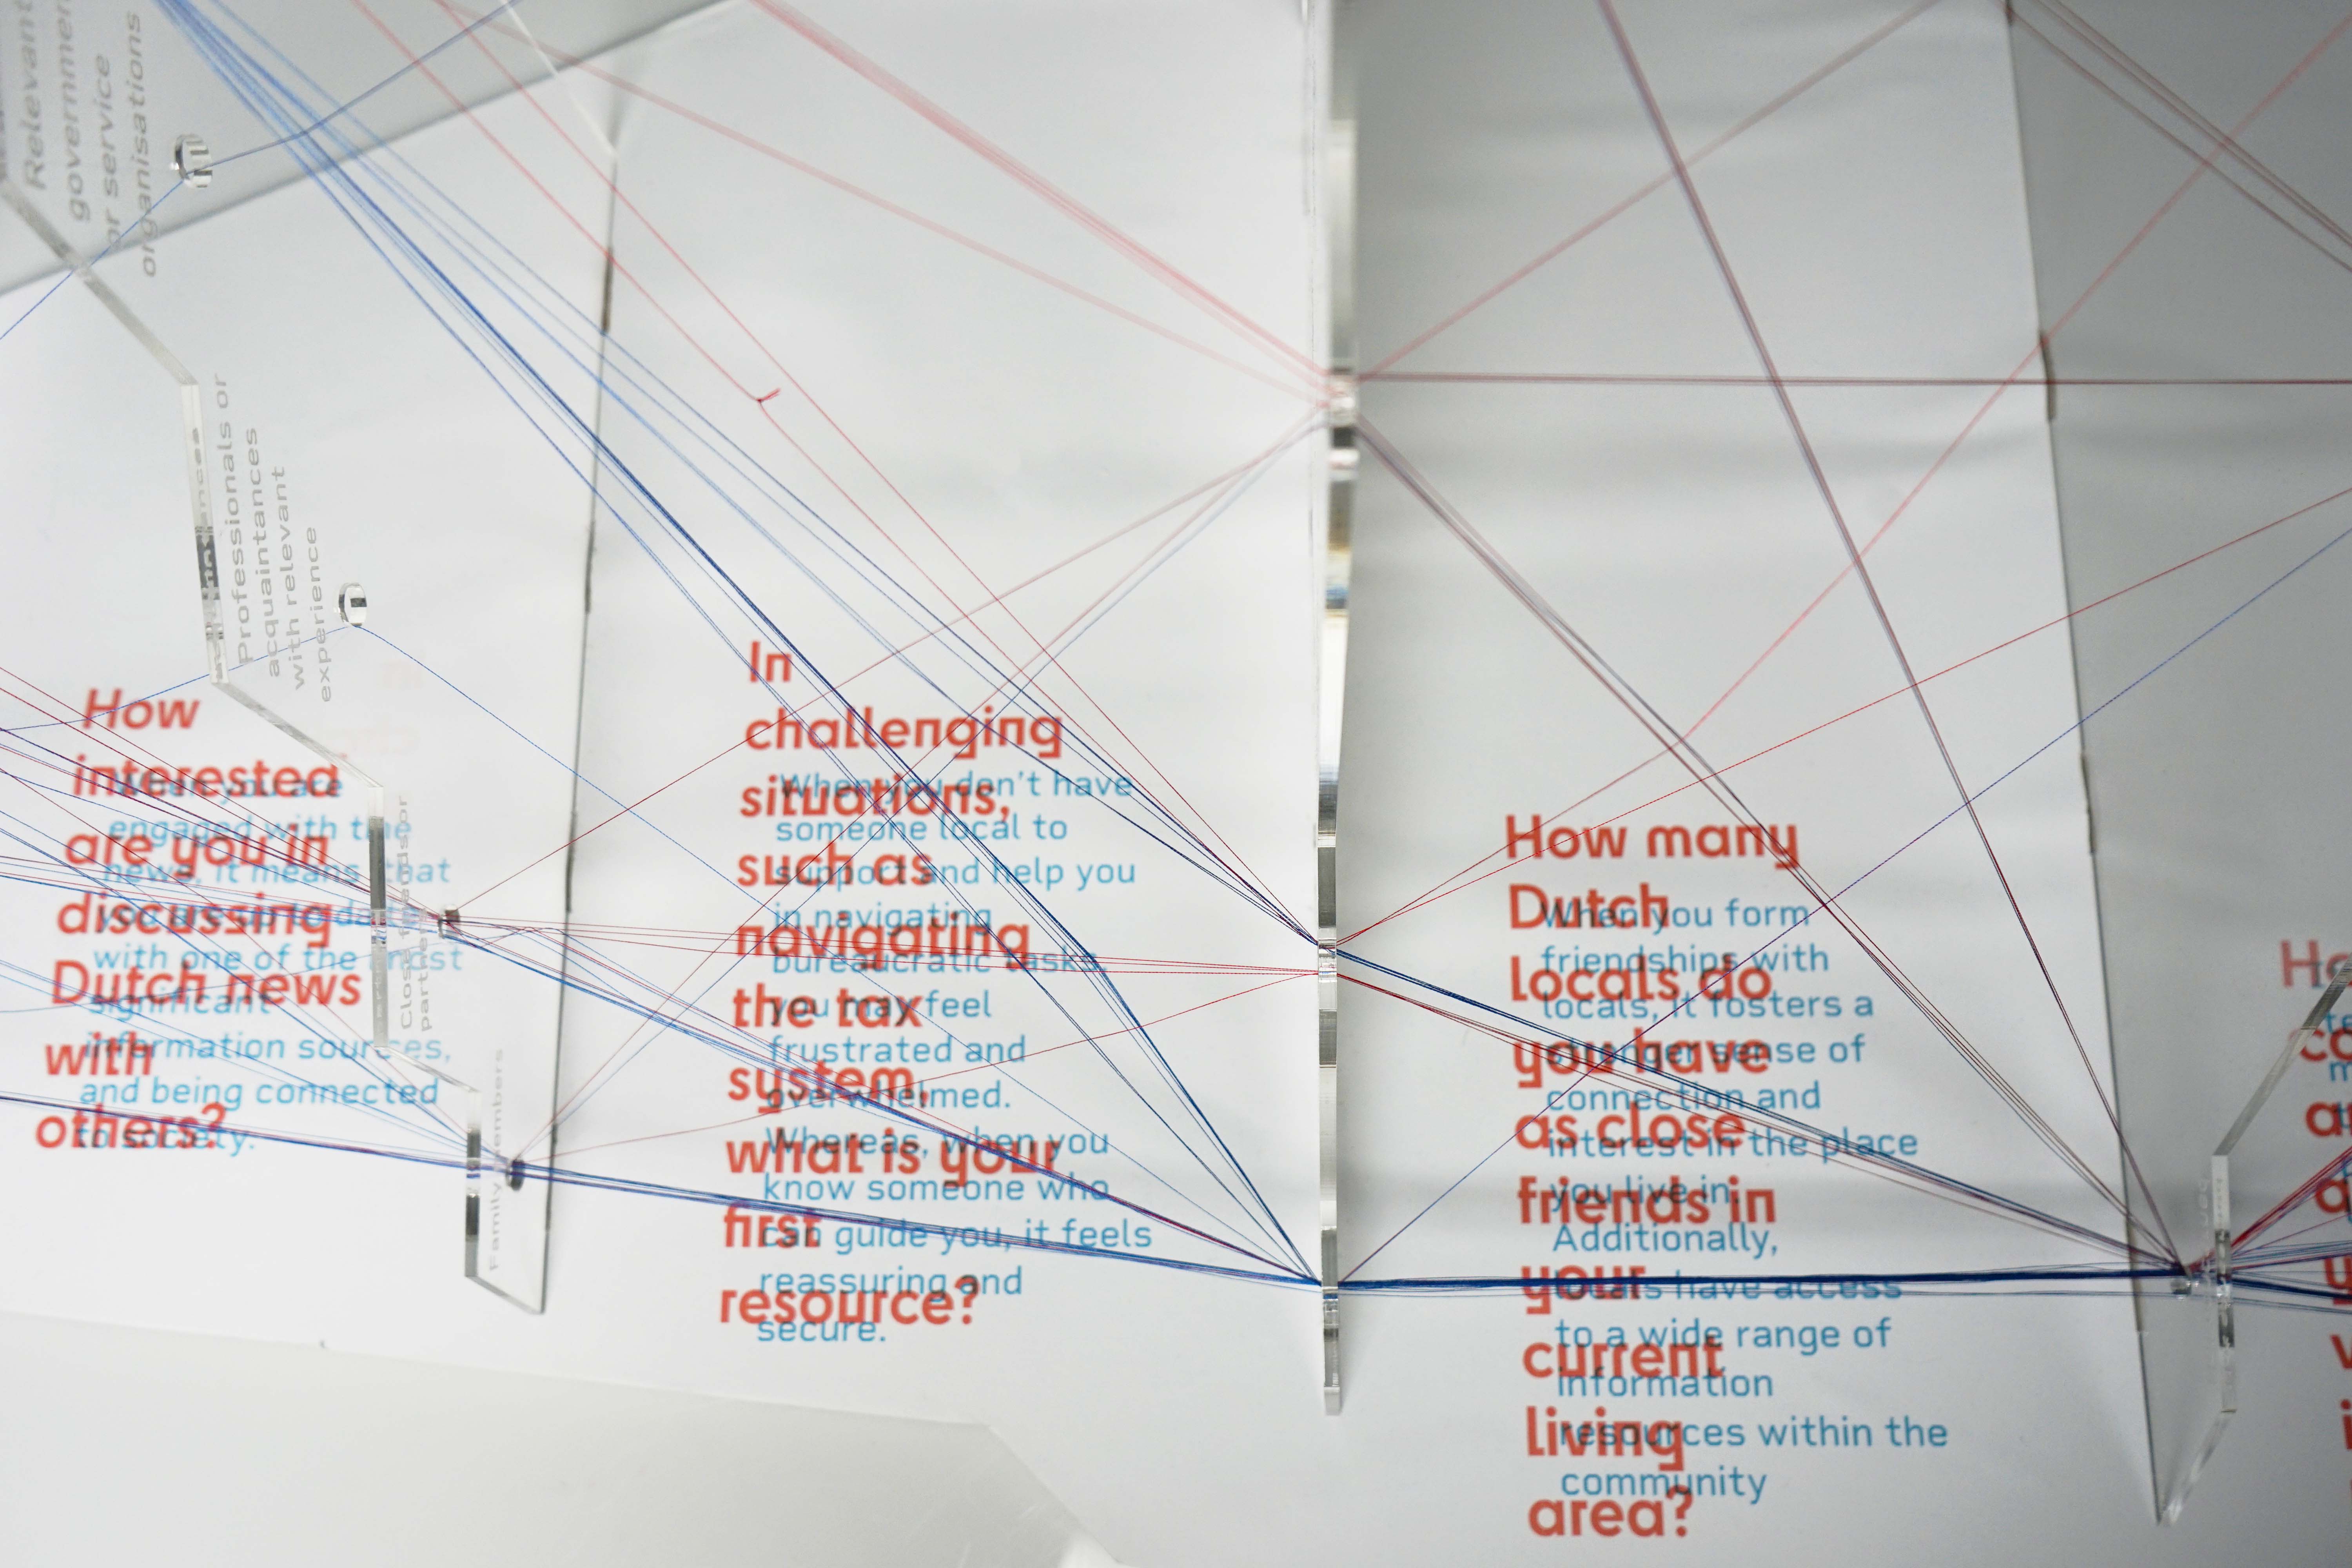 Relevant
government
or service
organisations
Professionals or
acquaintances
with relevant
experience
Close friends or
partners
Family members
How
interested
are you in
discussing
Dutch news
with
others?
When you are
engaged with the
news, it means that
you are up to date
with one of the most
significant
information sources,
and being connected
to society.
In
challenging
situations,
such as
navigating
the tax
system,
what is your
first
resource?
When you don't have
someone local to
support and help you
in navigating
bureaucratic tasks,
you may feel
frustrated and
overwhelmed.
Whereas, when you
know someone who
can guide you, it feels
reassuring and
secure.
How many
Dutch
locals do
you have
as close
friends in
your
current
living
area?
When you form
friendships with
locals, it fosters a
stronger sense of
connection and
interest in the place
you live in.
Additionally,
locals have access
to a wide range of
information
resources within the
community